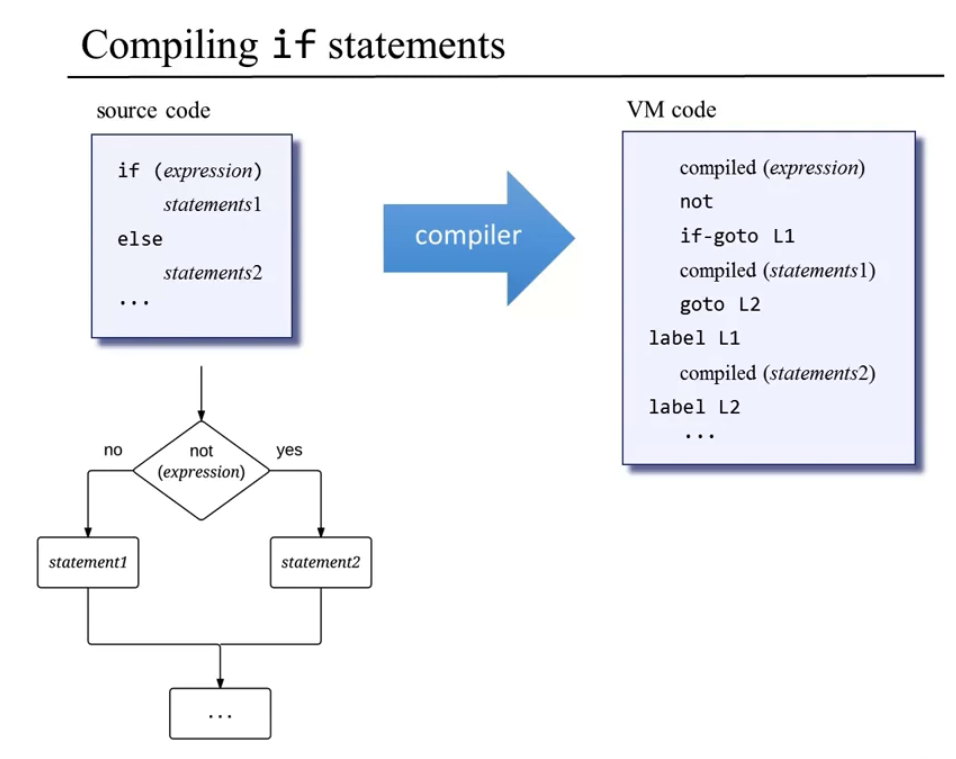 Compiling if statements
source code
if (expression)
statements1
else
statements2
...
compiler
VM code
compiled (expression)
not
if-goto L1
compiled (statements1)
goto L2
label L1
compiled (statements2)
label L2
...
no
not
(expression)
yes
statement1
statement2
...